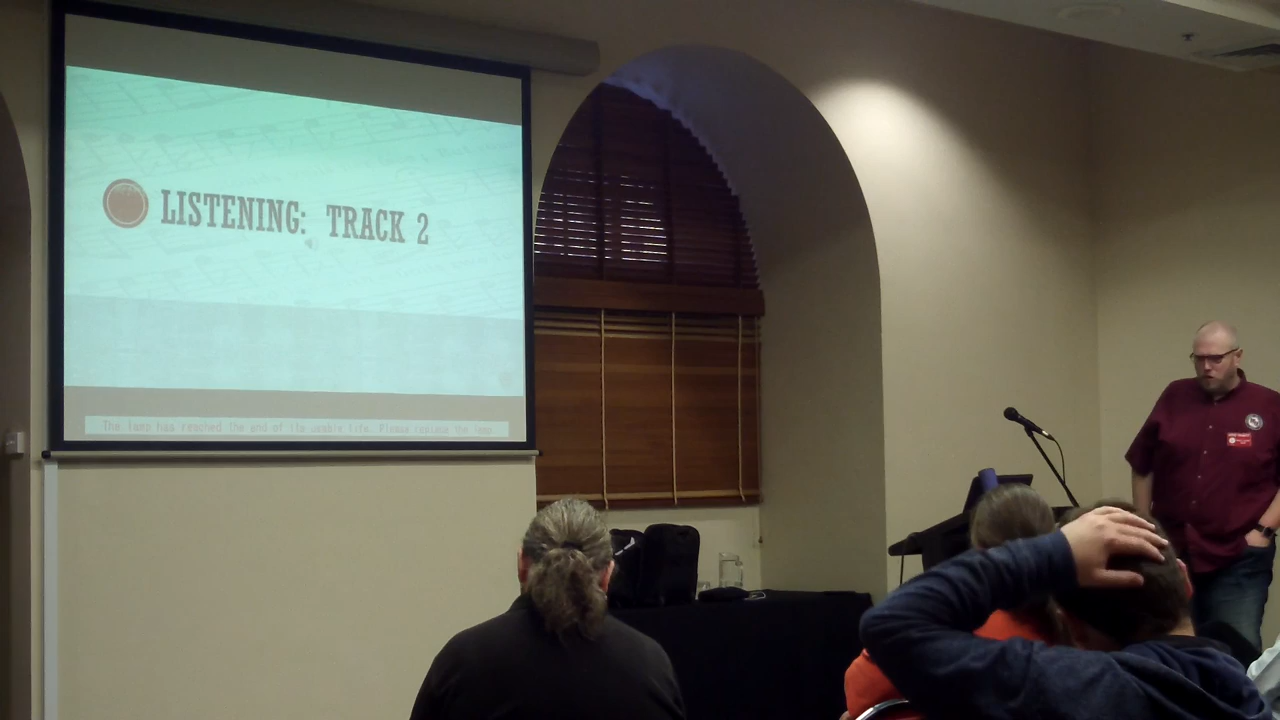 LISTENING: TRACK 2
The lamp has reached the end of its usable life. Please replace the lamp